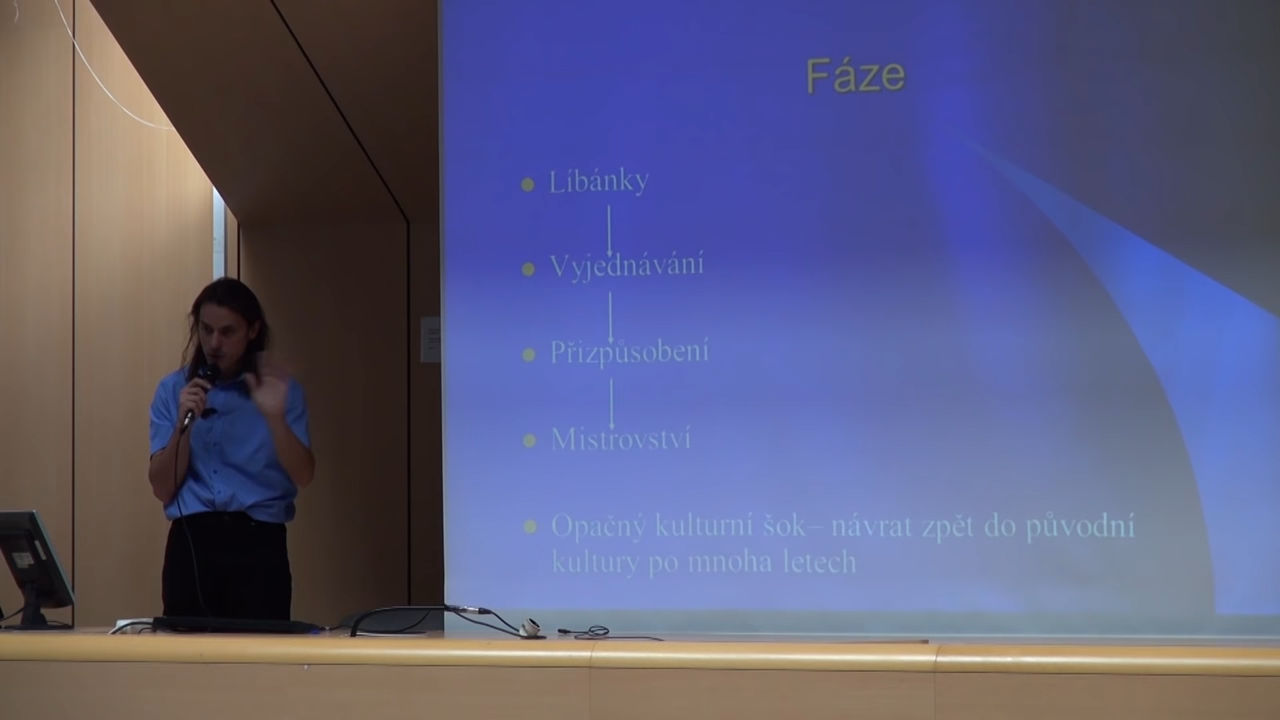 Fáze
Líbánky
Vyjednávání
Přizpůsobení
Mistrovství
Opačný kulturní šok– návrat zpět do původní
kultury po mnoha letech